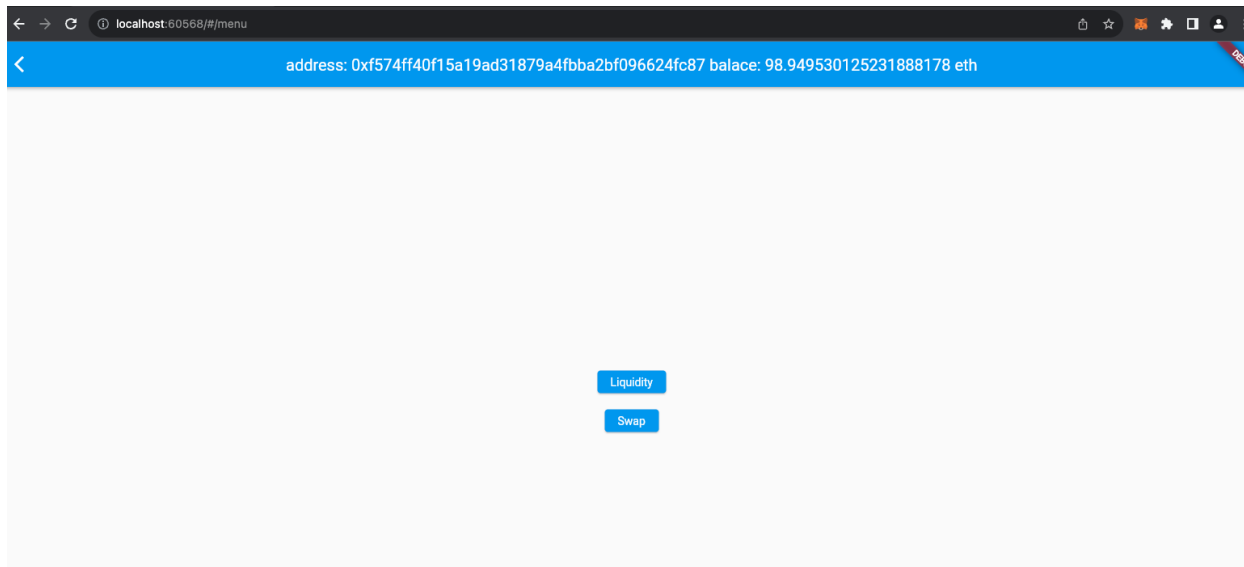 localhost:60568/#/menu
address: 0xf574ff40f15a19ad31879a4fbba2bf096624fc87 balace: 98.949530125231888178 eth
Liquidity
Swap